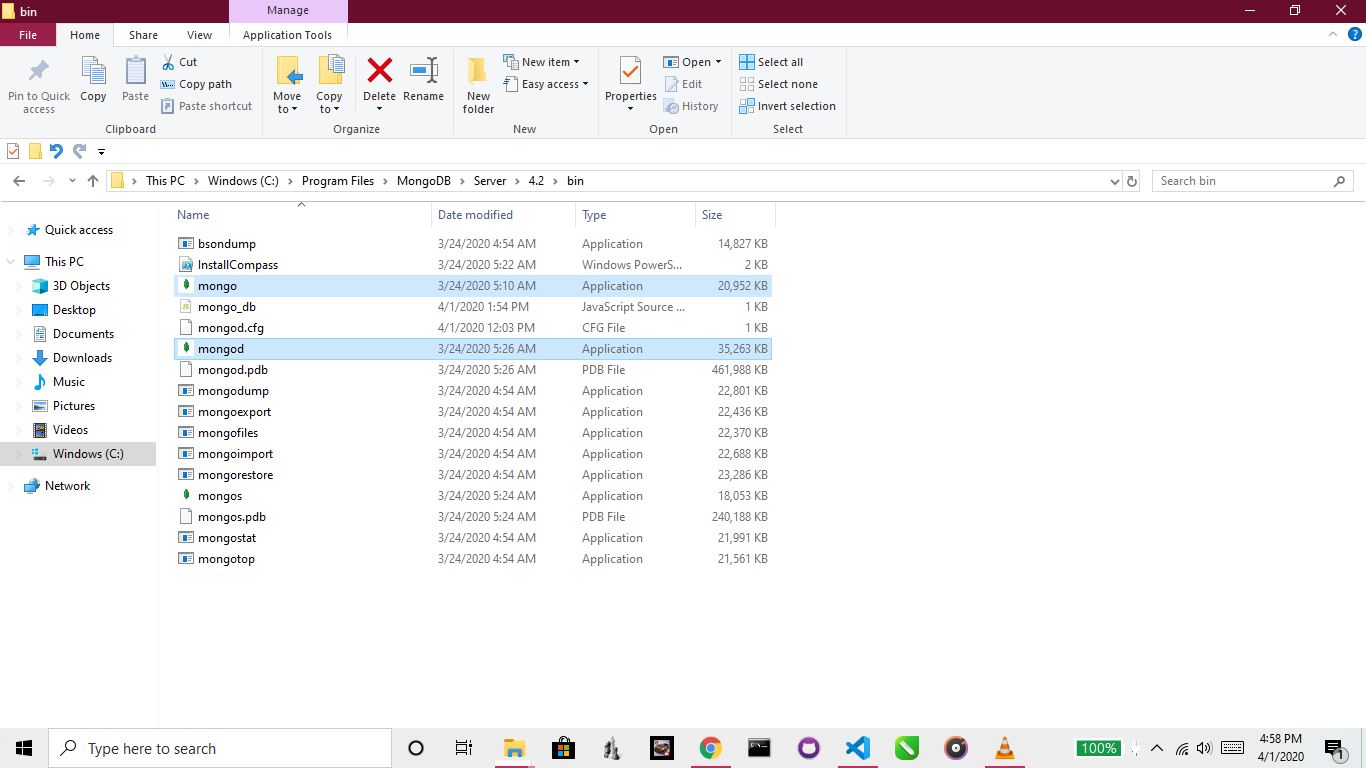 bin
Manage
File Home Share View Application Tools
Pin to Quick access
Copy
Paste
Cut
Copy path
Paste shortcut
Clipboard
Move to
Copy to
Delete
Rename
Organize
New folder
New item
Easy access
New
Properties
Open
Edit
History
Open
Select all
Select none
Invert selection
Select
This PC > Windows (C:) > Program Files > MongoDB > Server > 4.2 > bin
Search bin
Quick access
This PC
3D Objects
Desktop
Documents
Downloads
Music
Pictures
Videos
Windows (C:)
Network
Name Date modified Type Size
bsondump 3/24/2020 4:54 AM Application 14,827 KB
InstallCompass 3/24/2020 5:22 AM Windows PowerS... 2 KB
mongo 3/24/2020 5:10 AM Application 20,952 KB
mongo_db 4/1/2020 1:54 PM JavaScript Source ... 1 KB
mongod.cfg 4/1/2020 12:03 PM CFG File 1 KB
mongod 3/24/2020 5:26 AM Application 35,263 KB
mongod.pdb 3/24/2020 5:26 AM PDB File 461,988 KB
mongodump 3/24/2020 4:54 AM Application 22,801 KB
mongoexport 3/24/2020 4:54 AM Application 22,436 KB
mongofiles 3/24/2020 4:54 AM Application 22,370 KB
mongoimport 3/24/2020 4:54 AM Application 22,688 KB
mongorestore 3/24/2020 4:54 AM Application 23,286 KB
mongos 3/24/2020 5:24 AM Application 18,053 KB
mongos.pdb 3/24/2020 5:24 AM PDB File 240,188 KB
mongostat 3/24/2020 4:54 AM Application 21,991 KB
mongotop 3/24/2020 4:54 AM Application 21,561 KB
Type here to search
100%
4:58 PM
4/1/2020
1